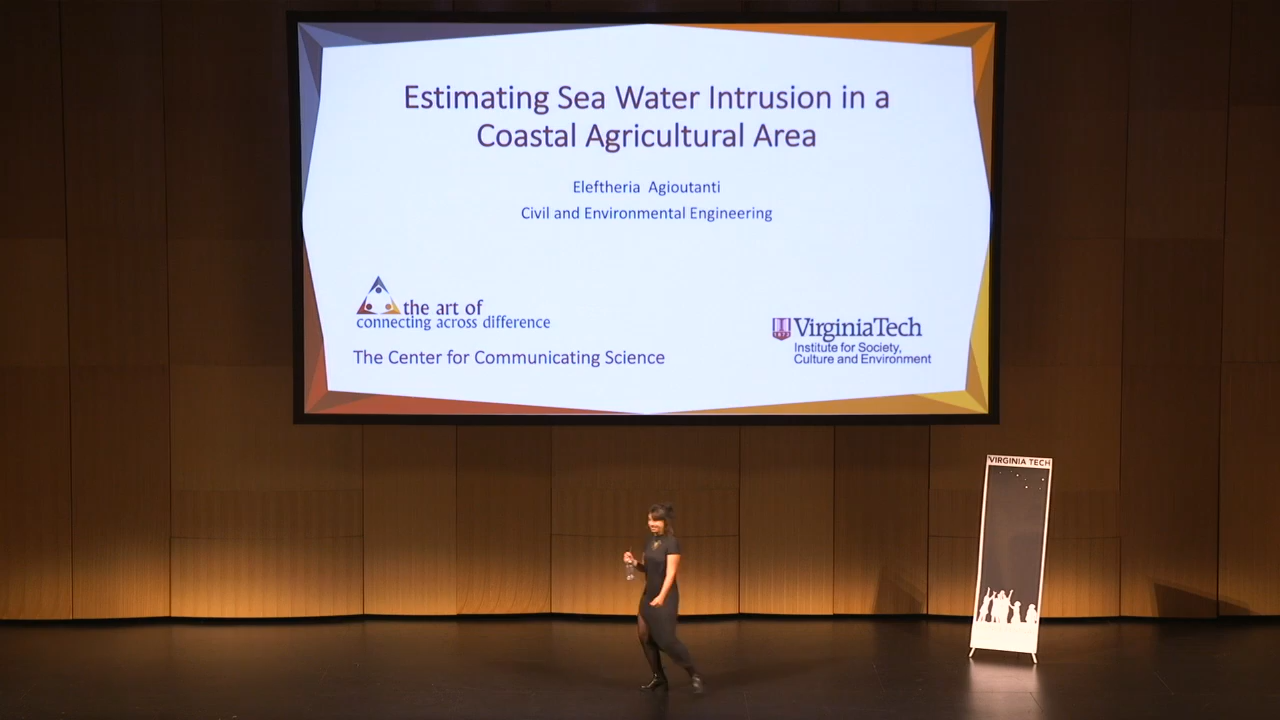 Estimating Sea Water Intrusion in a
Coastal Agricultural Area
Eleftheria Agioutanti
Civil and Environmental Engineering
the art of
connecting across difference
The Center for Communicating Science
VirginiaTech
Institute for Society,
Culture and Environment
VIRGINIA TECH